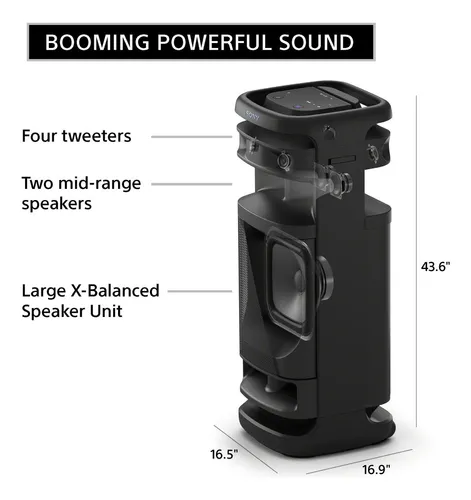 BOOMING POWERFUL SOUND
Four tweeters
Two mid-range
speakers
Large X-Balanced
Speaker Unit
SONY
43.6"
16.5"
16.9"